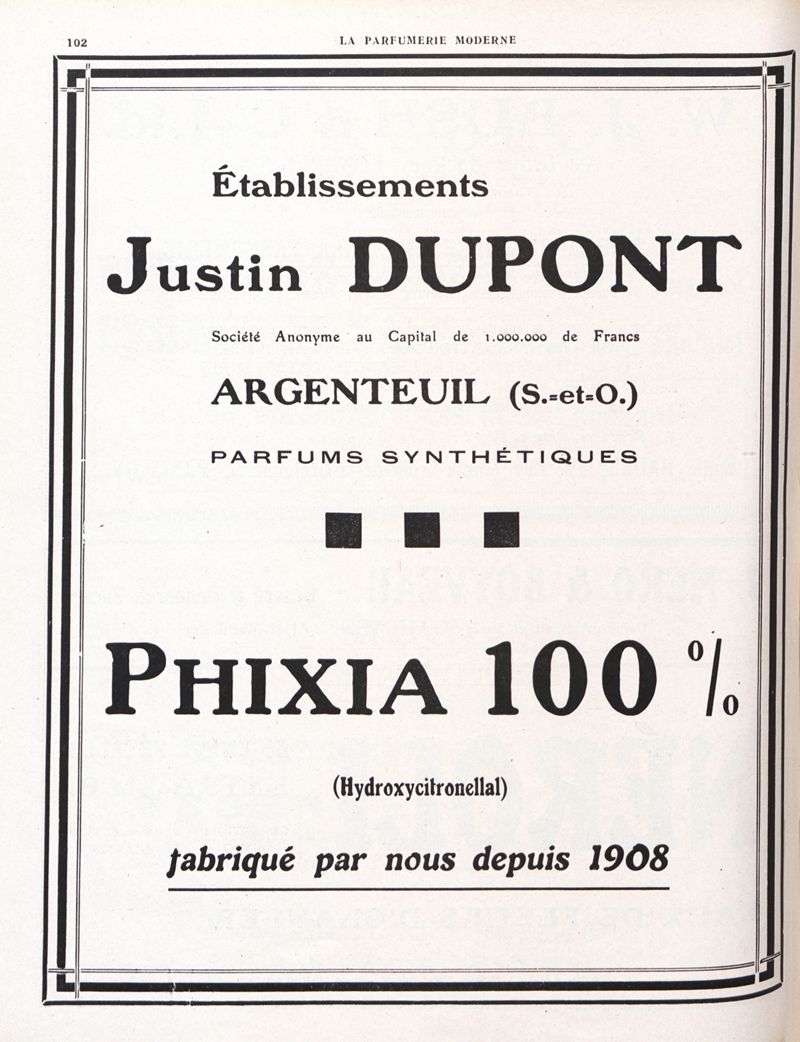 102
LA PARFUMERIE MODERNE
Établissements
Justin DUPONT
Société Anonyme au Capital de 1.000.000 de Francs
ARGENTEUIL (S.-et-O.)
PARFUMS SYNTHÉTIQUES
PHIXIA 100 %
(Hydroxycitronellal)
fabriqué par nous depuis 1908